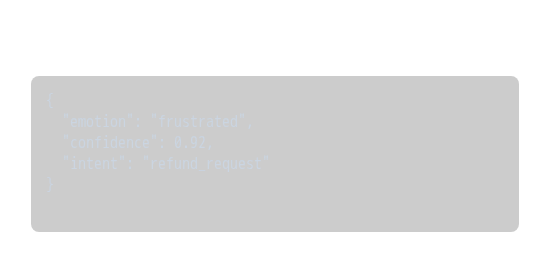 {
"emotion": "frustrated",
"confidence": 0.92,
"intent": "refund_request"
}